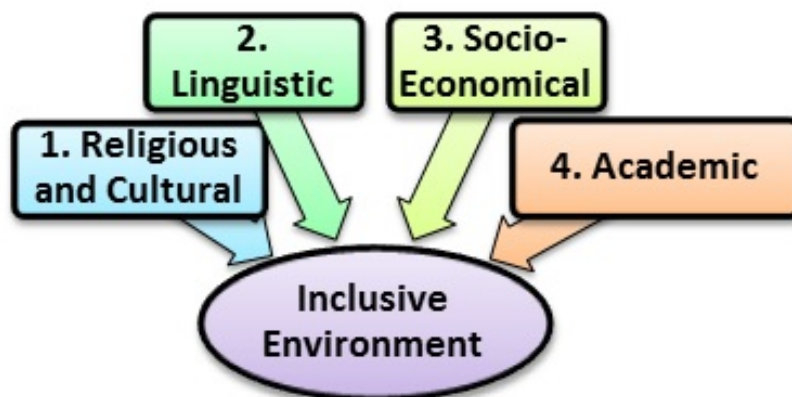 1. Religious
and Cultural
2.
Linguistic
3. Socio-
Economical
4. Academic
Inclusive
Environment